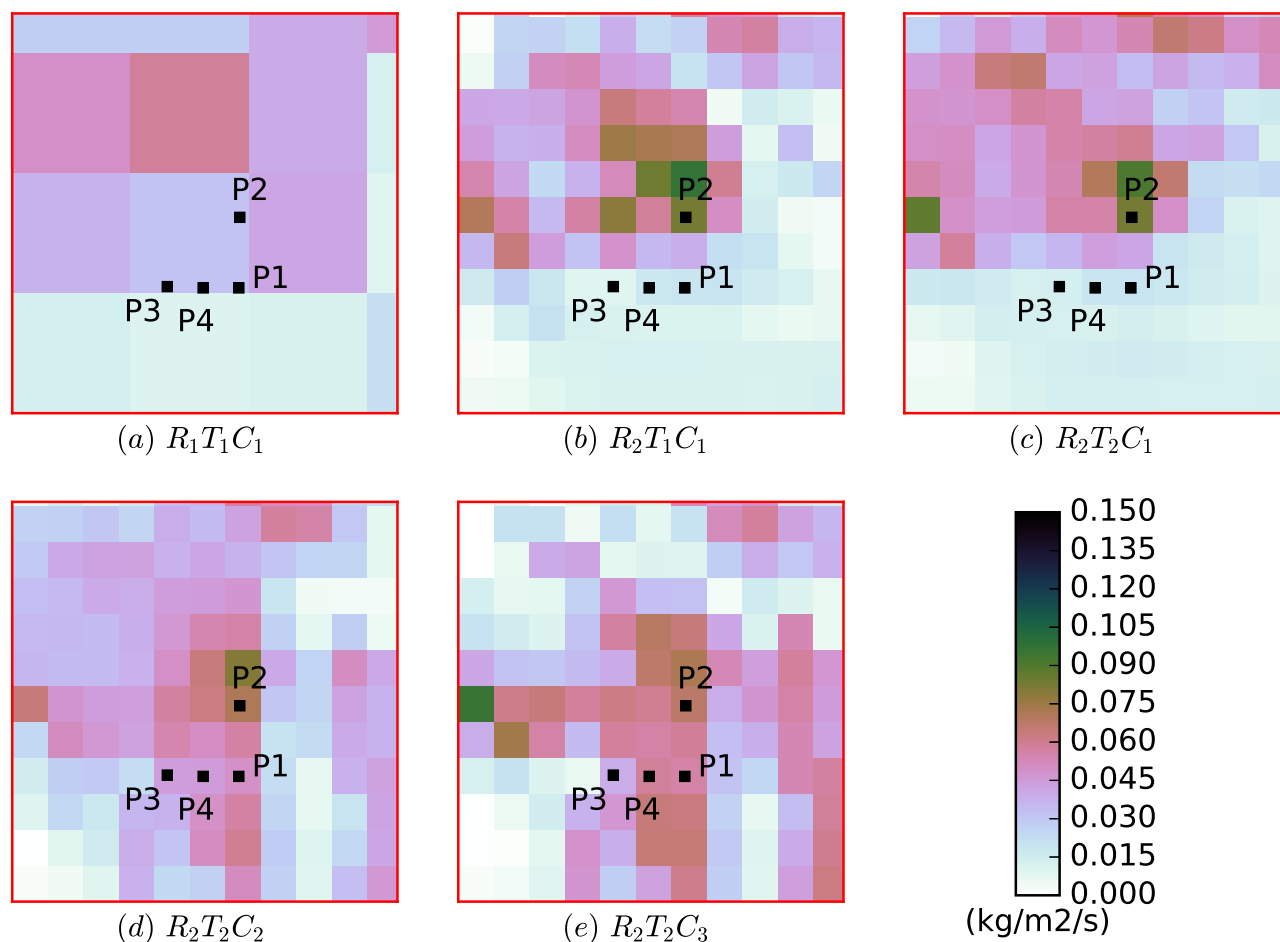 P2
P1
P3
P4
(a) R₁T₁C₁
P2
P1
P3
P4
(b) R₂T₁C₁
P2
P1
P3
P4
(c) R₂T₂C₁
P2
P1
P3
P4
(d) R₂T₂C₂
P2
P1
P3
P4
(e) R₂T₂C₃
0.150
0.135
0.120
0.105
0.090
0.075
0.060
0.045
0.030
0.015
0.000
(kg/m2/s)